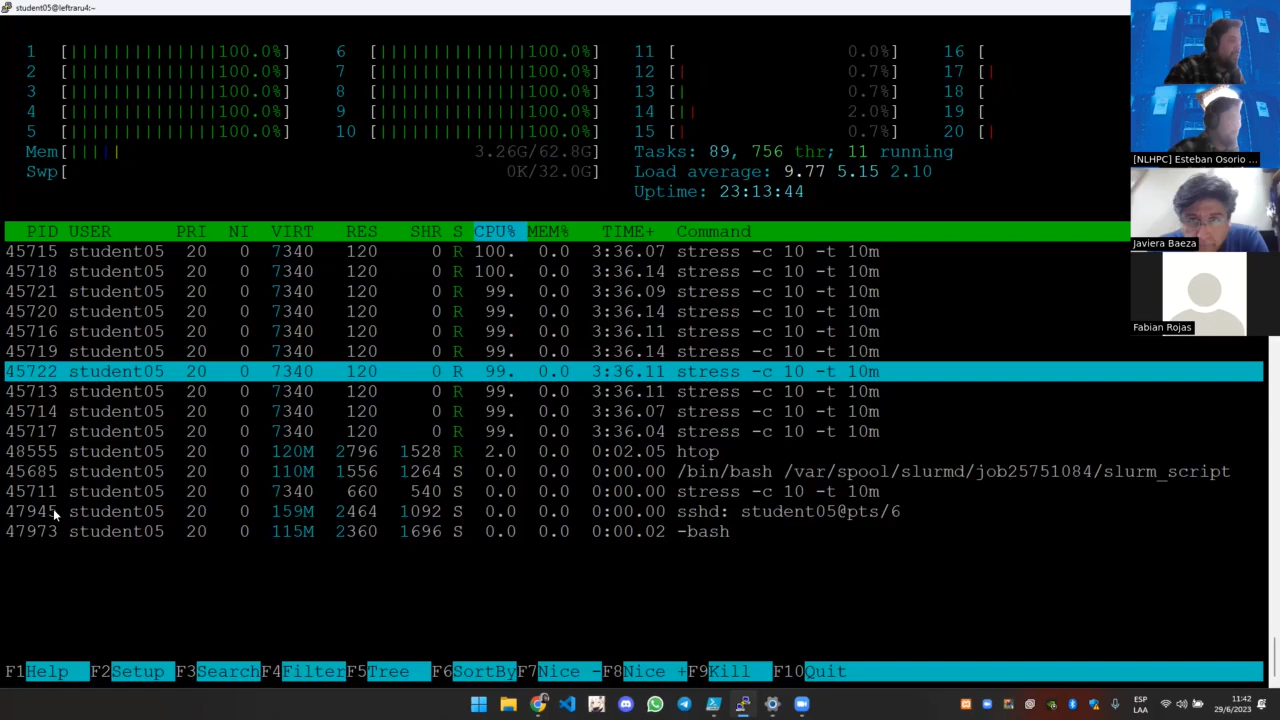 student05@leftraru4:~
1 [||||||||||||||100.0%] 6 [||||||||||||||100.0%] 11 [ 0.0%] 16 [
2 [||||||||||||||100.0%] 7 [||||||||||||||100.0%] 12 [| 0.7%] 17 [|
3 [||||||||||||||100.0%] 8 [||||||||||||||100.0%] 13 [| 0.7%] 18 [
4 [||||||||||||||100.0%] 9 [||||||||||||||100.0%] 14 [|| 2.0%] 19 [
5 [||||||||||||||100.0%] 10 [||||||||||||||100.0%] 15 [| 0.7%] 20 [|
Mem[||||| 3.26G/62.8G] Tasks: 89, 756 thr; 11 running
Swp[ 0K/32.0G] Load average: 9.77 5.15 2.10
Uptime: 23:13:44
PID USER PRI NI VIRT RES SHR S CPU% MEM% TIME+ Command
45715 student05 20 0 7340 120 0 R 100. 0.0 3:36.07 stress -c 10 -t 10m
45718 student05 20 0 7340 120 0 R 100. 0.0 3:36.14 stress -c 10 -t 10m
45721 student05 20 0 7340 120 0 R 99. 0.0 3:36.09 stress -c 10 -t 10m
45720 student05 20 0 7340 120 0 R 99. 0.0 3:36.14 stress -c 10 -t 10m
45716 student05 20 0 7340 120 0 R 99. 0.0 3:36.11 stress -c 10 -t 10m
45719 student05 20 0 7340 120 0 R 99. 0.0 3:36.14 stress -c 10 -t 10m
45722 student05 20 0 7340 120 0 R 99. 0.0 3:36.11 stress -c 10 -t 10m
45713 student05 20 0 7340 120 0 R 99. 0.0 3:36.11 stress -c 10 -t 10m
45714 student05 20 0 7340 120 0 R 99. 0.0 3:36.07 stress -c 10 -t 10m
45717 student05 20 0 7340 120 0 R 99. 0.0 3:36.04 stress -c 10 -t 10m
48555 student05 20 0 120M 2796 1528 R 2.0 0.0 0:02.05 htop
45685 student05 20 0 110M 1556 1264 S 0.0 0.0 0:00.00 /bin/bash /var/spool/slurmd/job25751084/slurm_script
45711 student05 20 0 7340 660 540 S 0.0 0.0 0:00.00 stress -c 10 -t 10m
47945 student05 20 0 159M 2464 1092 S 0.0 0.0 0:00.00 sshd: student05@pts/6
47973 student05 20 0 115M 2360 1696 S 0.0 0.0 0:00.02 -bash
F1Help F2Setup F3SearchF4FilterF5Tree F6SortByF7Nice -F8Nice +F9Kill F10Quit
[NLHPC] Esteban Osorio ...
Javiera Baeza
Fabian Rojas
ESP
LAA
11:42
29/6/2023